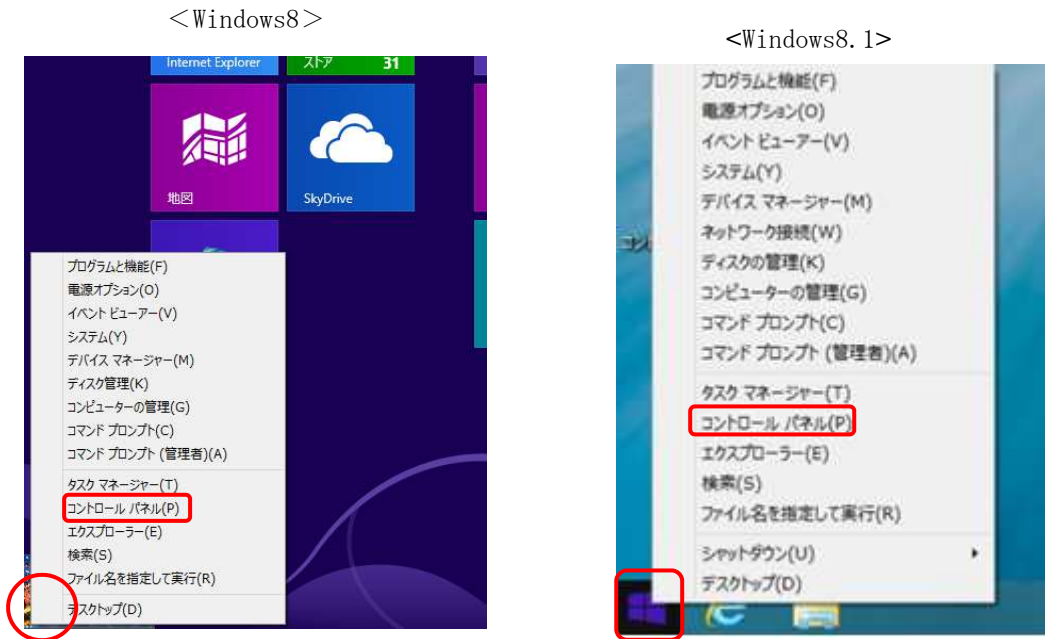 ＜Windows8＞
Internet Explorer
ストア
31
地図
SkyDrive
プログラムと機能(F)
電源オプション(O)
イベント ビューアー(V)
システム(Y)
デバイス マネージャー(M)
ディスク管理(K)
コンピューターの管理(G)
コマンド プロンプト(C)
コマンド プロンプト (管理者)(A)
タスク マネージャー(T)
コントロール パネル(P)
エクスプローラー(E)
検索(S)
ファイル名を指定して実行(R)
デスクトップ(D)
<Windows8.1>
プログラムと機能(F)
電源オプション(O)
イベント ビューアー(V)
システム(Y)
デバイス マネージャー(M)
ネットワーク接続(W)
ディスクの管理(K)
コンピューターの管理(G)
コマンド プロンプト(C)
コマンド プロンプト (管理者)(A)
タスク マネージャー(T)
コントロール パネル(P)
エクスプローラー(E)
検索(S)
ファイル名を指定して実行(R)
シャットダウン(U)
デスクトップ(D)